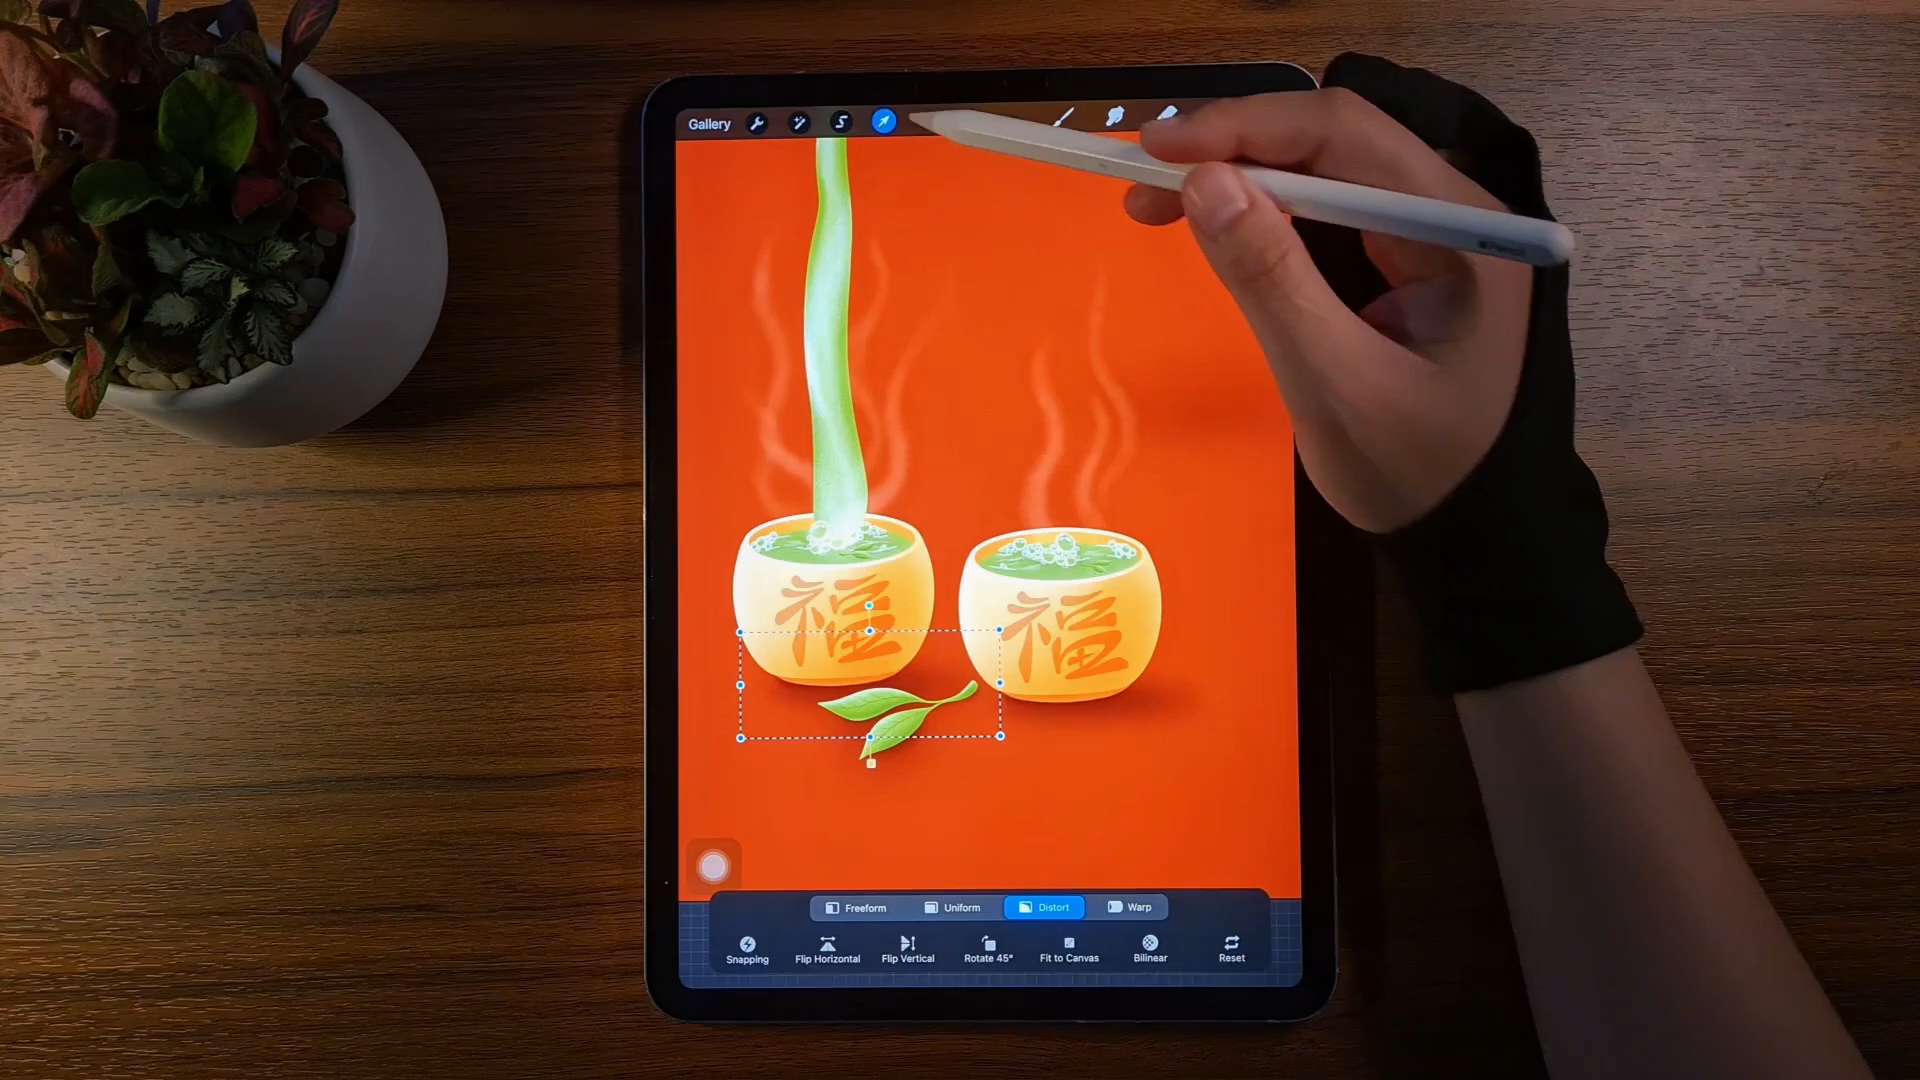 Gallery
福
福
Freeform Uniform Distort Warp
Snapping Flip Horizontal Flip Vertical Rotate 45° Fit to Canvas Bilinear Reset